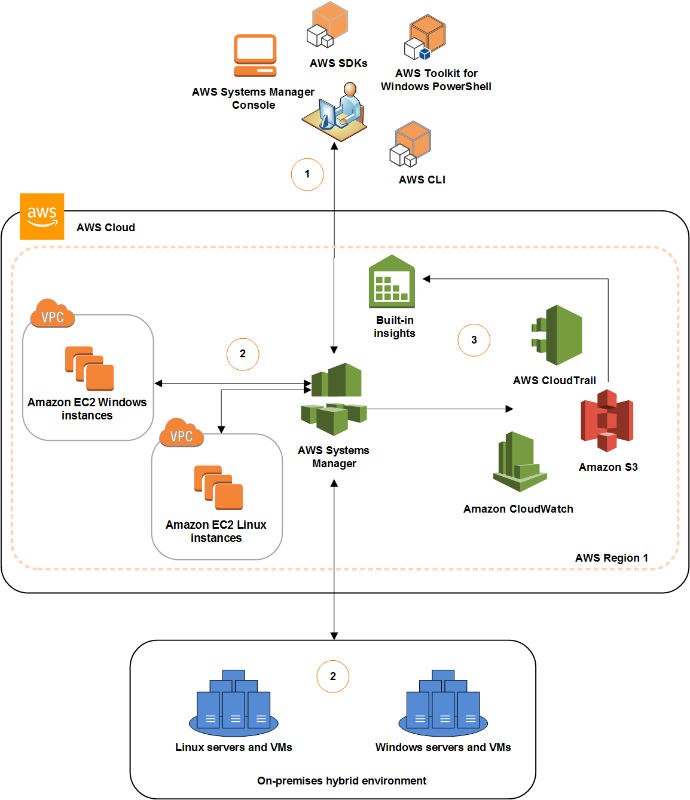 AWS SDKs
AWS Systems Manager
Console
AWS Toolkit for
Windows PowerShell
1
AWS CLI
aws
AWS Cloud
VPC
Built-in
insights
2
3
Amazon EC2 Windows
instances
AWS CloudTrail
VPC
AWS Systems
Manager
Amazon S3
Amazon EC2 Linux
instances
Amazon CloudWatch
AWS Region 1
2
Linux servers and VMs
Windows servers and VMs
On-premises hybrid environment